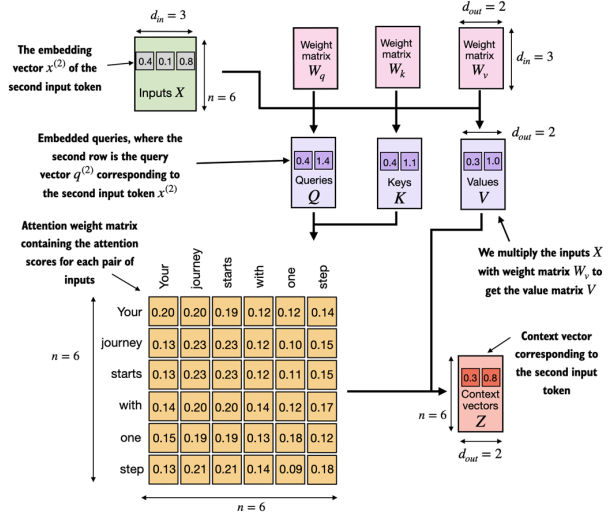 d_in = 3
d_out = 2
The embedding
vector x^(2) of the
second input token
0.4 0.1 0.8
Inputs X
n = 6
Weight
matrix
W_q
Weight
matrix
W_k
Weight
matrix
W_v
d_in = 3
Embedded queries, where the
second row is the query
vector q^(2) corresponding to
the second input token x^(2)
0.4 1.4
Queries
Q
0.4 1.1
Keys
K
d_out = 2
0.3 1.0
Values
V
We multiply the inputs X
with weight matrix W_v to
get the value matrix V
Attention weight matrix
containing the attention
scores for each pair of
inputs
Your journey starts with one step
Your 0.20 0.20 0.19 0.12 0.12 0.14
journey 0.13 0.23 0.23 0.12 0.10 0.15
starts 0.13 0.23 0.23 0.12 0.11 0.15
with 0.14 0.20 0.20 0.14 0.12 0.17
one 0.15 0.19 0.19 0.13 0.18 0.12
step 0.13 0.21 0.21 0.14 0.09 0.18
n = 6
n = 6
Context vector
corresponding to
the second input
token
0.3 0.8
Context
vectors
Z
n = 6
d_out = 2